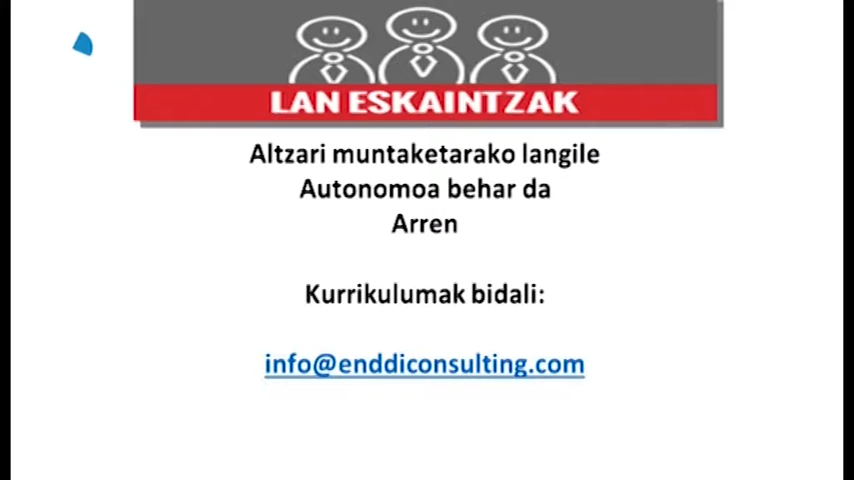 LAN ESKAINTZAK
Altzari muntaketarako langile
Autonomoa behar da
Arren
Kurrikulumak bidali:
info@enddiconsulting.com